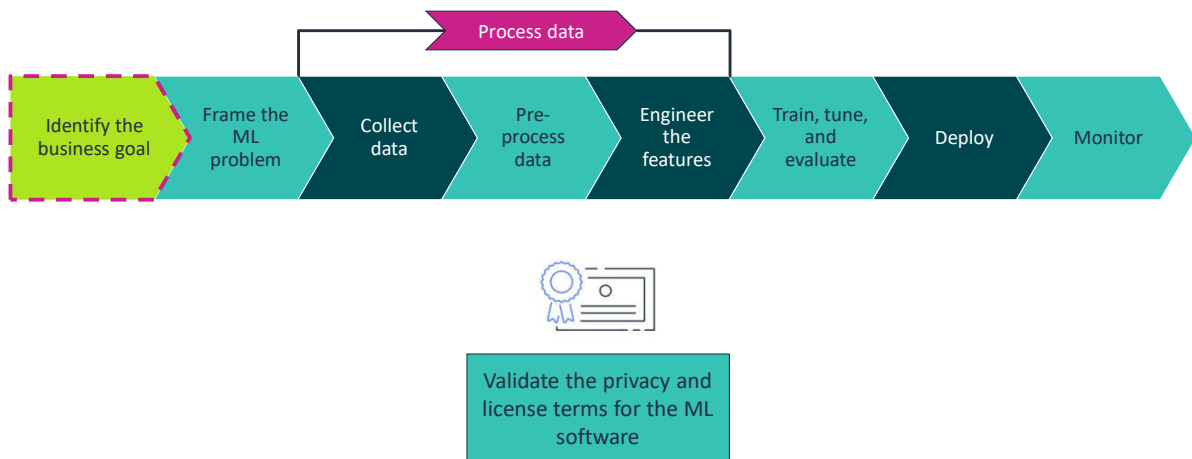 Process data
Identify the
business goal
Frame the
ML
problem
Collect
data
Pre-
process
data
Engineer
the
features
Train, tune,
and
evaluate
Deploy
Monitor
Validate the privacy and
license terms for the ML
software